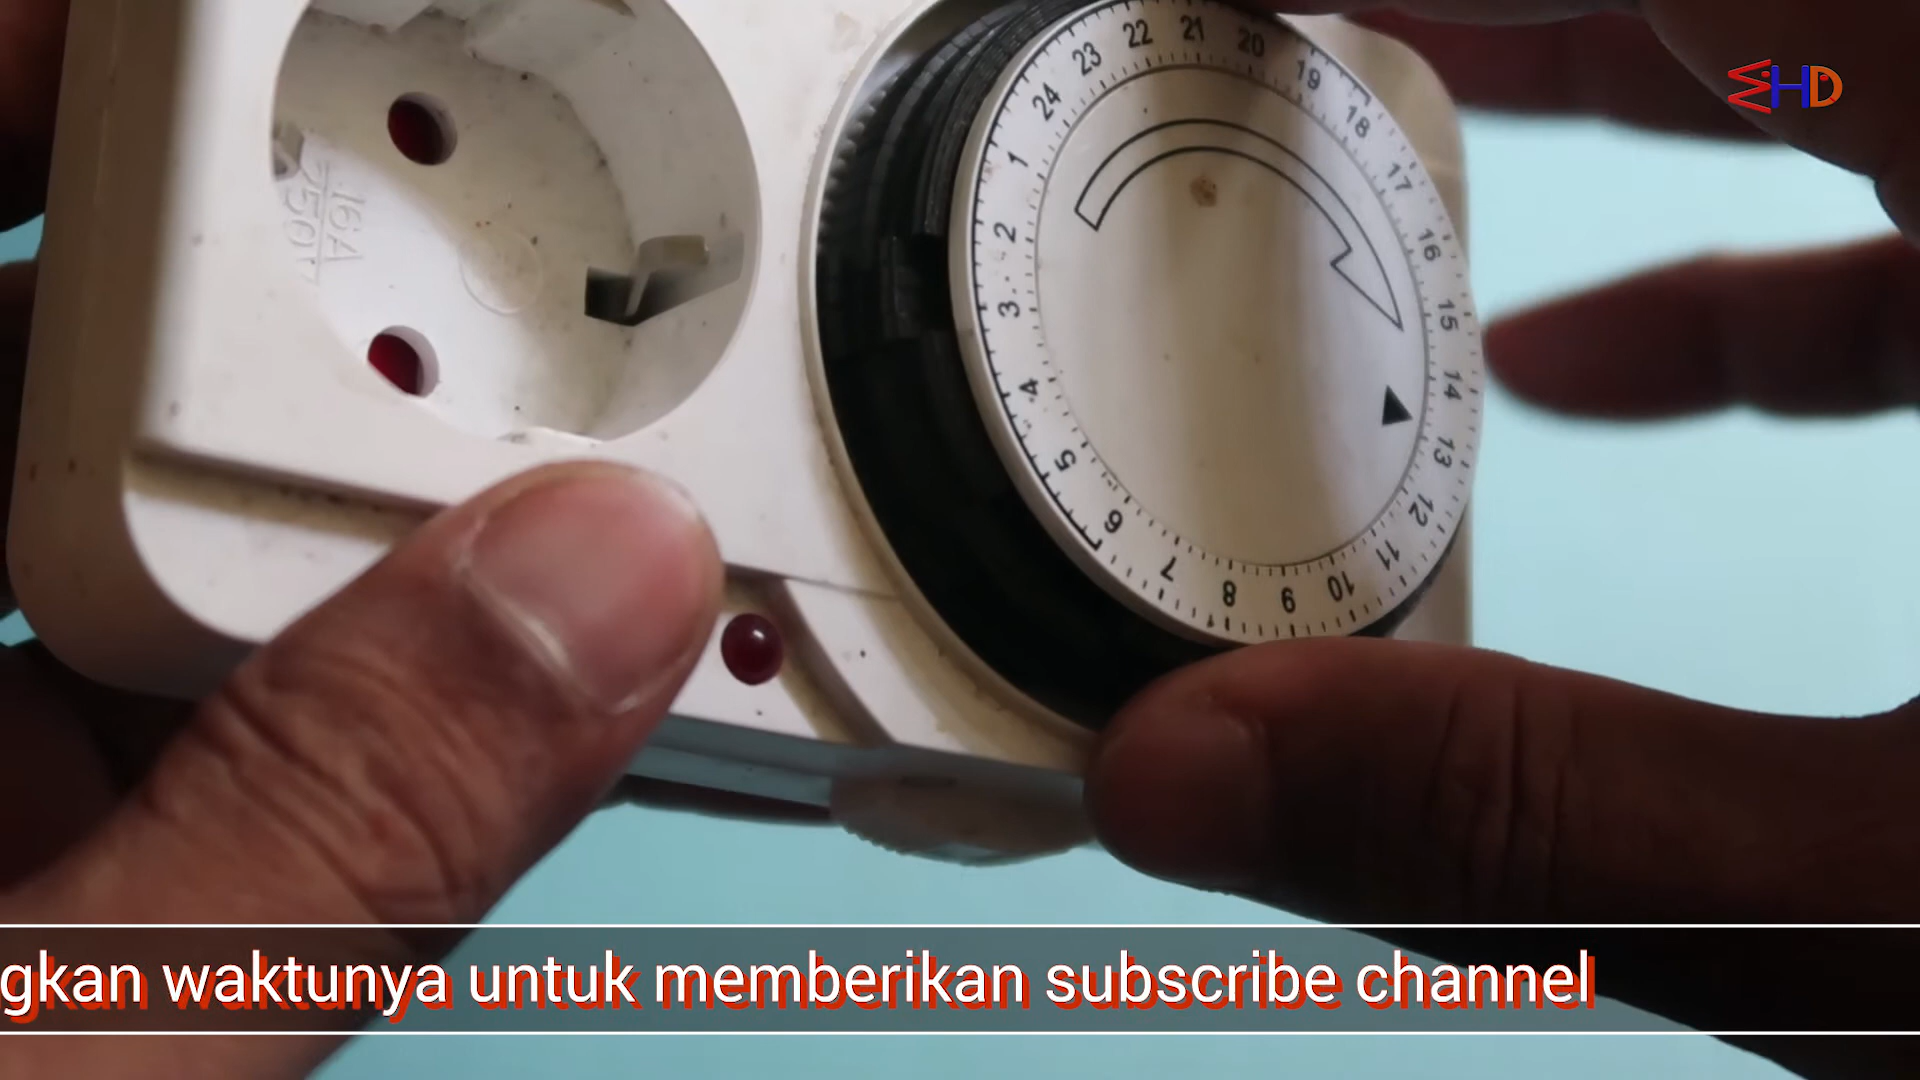 22 21 20
23 19
24 18
1 17
2 16
3 15
4 14
5 13
6 12
7 11
8 9 10
16A
250V
gkan waktunya untuk memberikan subscribe channel